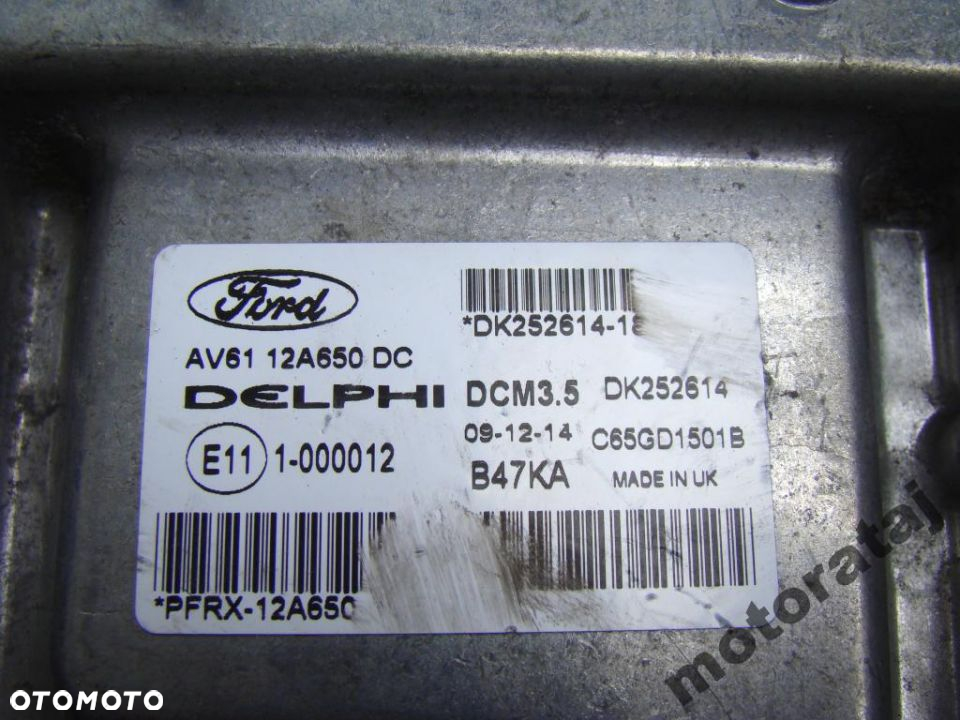 Ford
*DK252614-18
AV61 12A650 DC
DELPHI DCM3.5 DK252614
09-12-14 C65GD1501B
E11 1-000012
B47KA MADE IN UK
*PFRX-12A650
motorataj
OTOMOTO